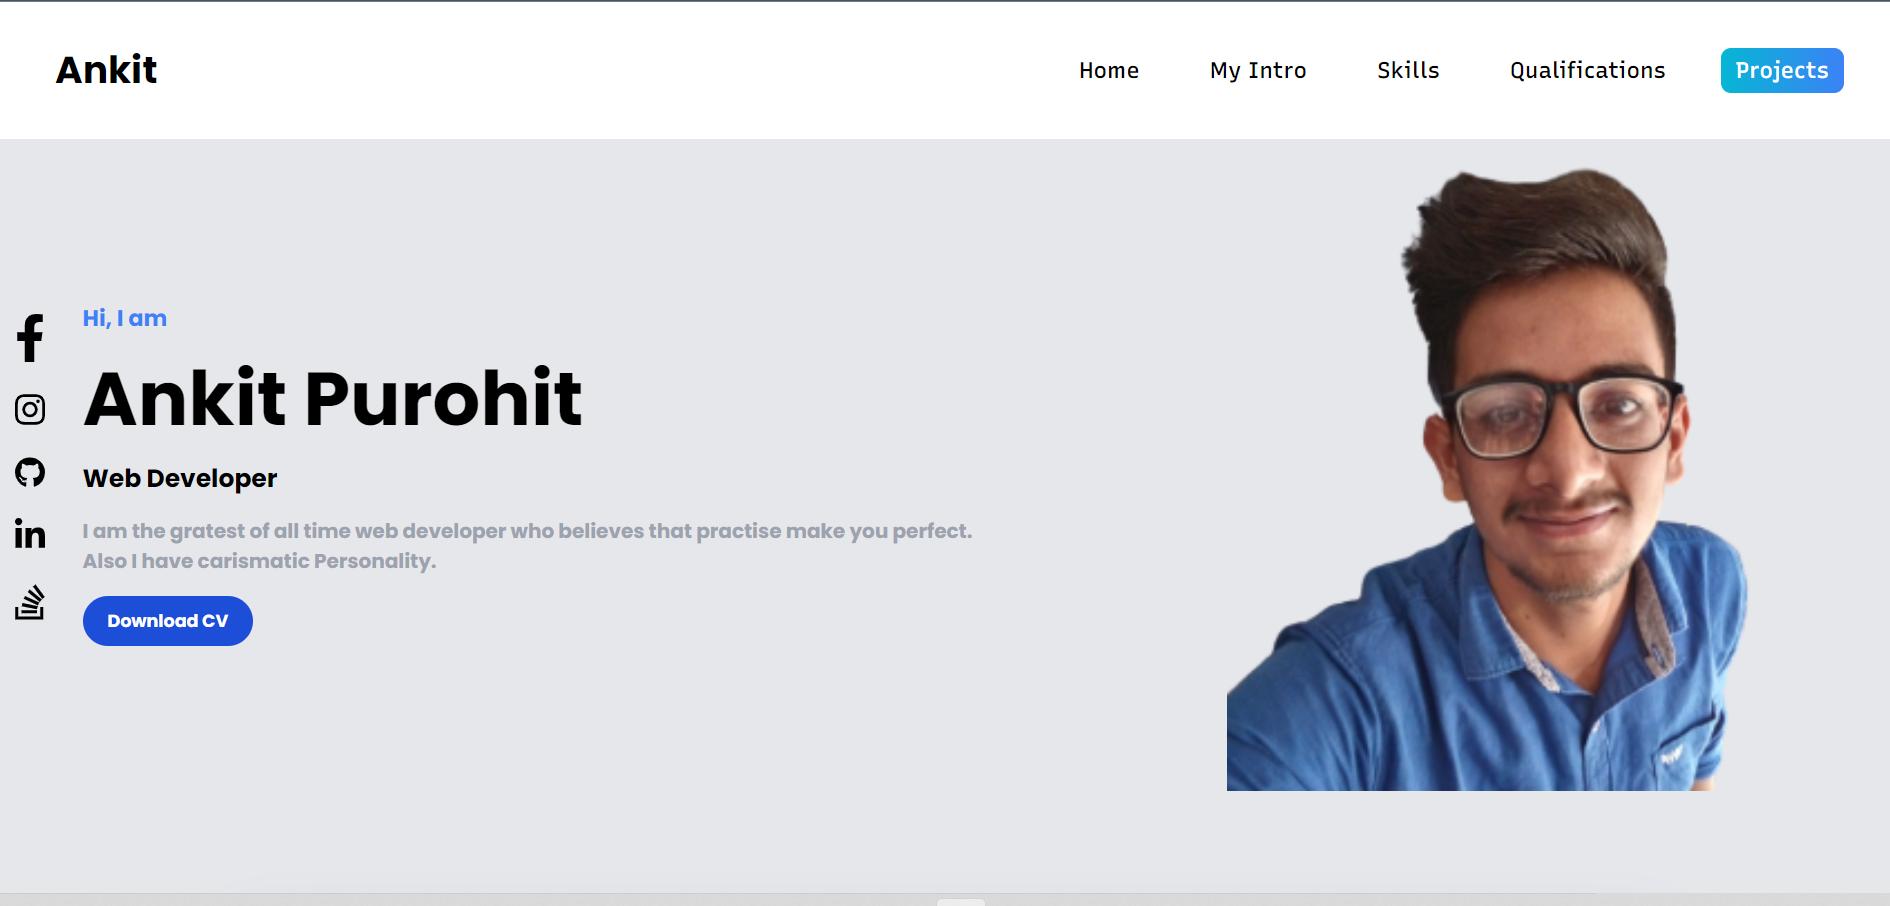 Ankit
Home My Intro Skills Qualifications Projects
Hi, I am
Ankit Purohit
Web Developer
I am the gratest of all time web developer who believes that practise make you perfect.
Also I have carismatic Personality.
Download CV